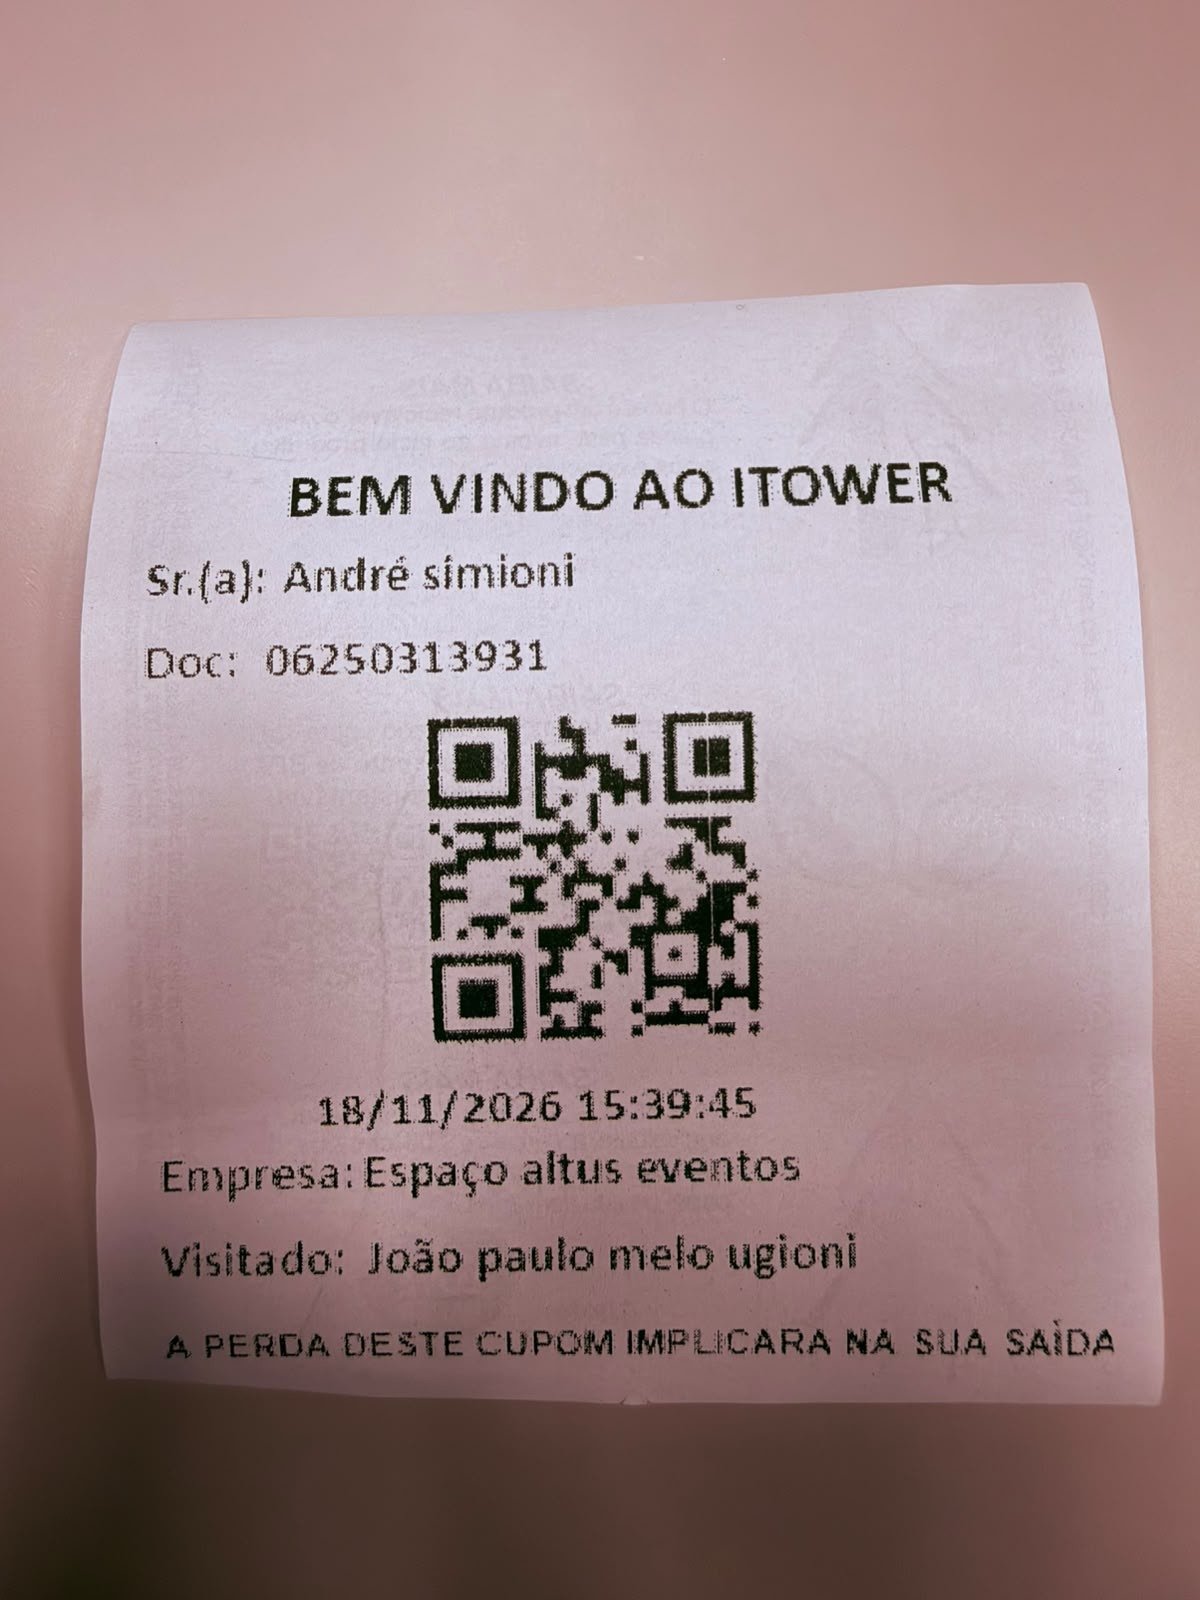 BEM VINDO AO ITOWER
Sr.(a): André simioni
Doc: 06250313931
18/11/2026 15:39:45
Empresa: Espaço altus eventos
Visitado: João paulo melo ugioni
A PERDA DESTE CUPOM IMPLICARA NA SUA SAÍDA